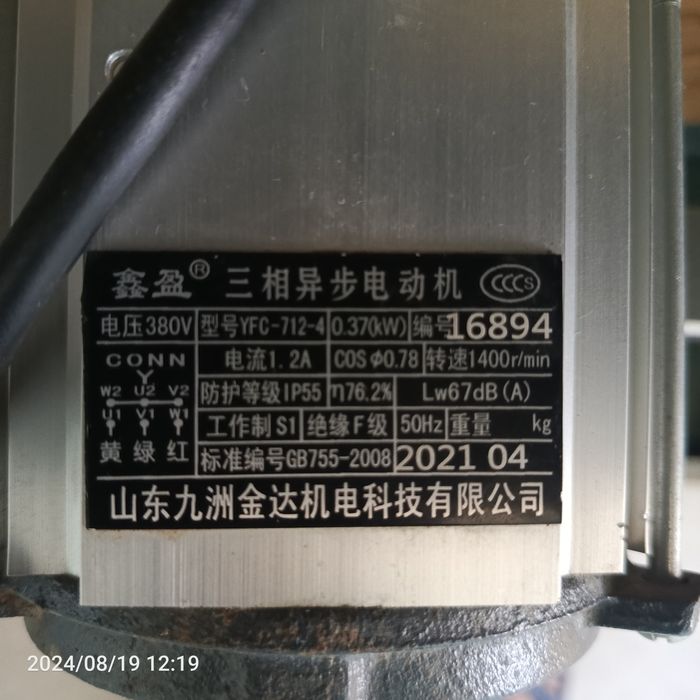 鑫盈® 三相异步电动机 CCCS
电压380V 型号YFC-712-4 0.370(kW) 编号16894
CONN 电流1.2A COSΦ0.78 转速1400r/min
Y
W2 U2 V2 防护等级IP55 η76.2% Lw67dB(A)
U1 V1 W1 工作制S1 绝缘F级 50Hz 重量 kg
黄 绿 红 标准编号GB755-2008 2021 04
山东九洲金达机电科技有限公司
2024/08/19 12:19